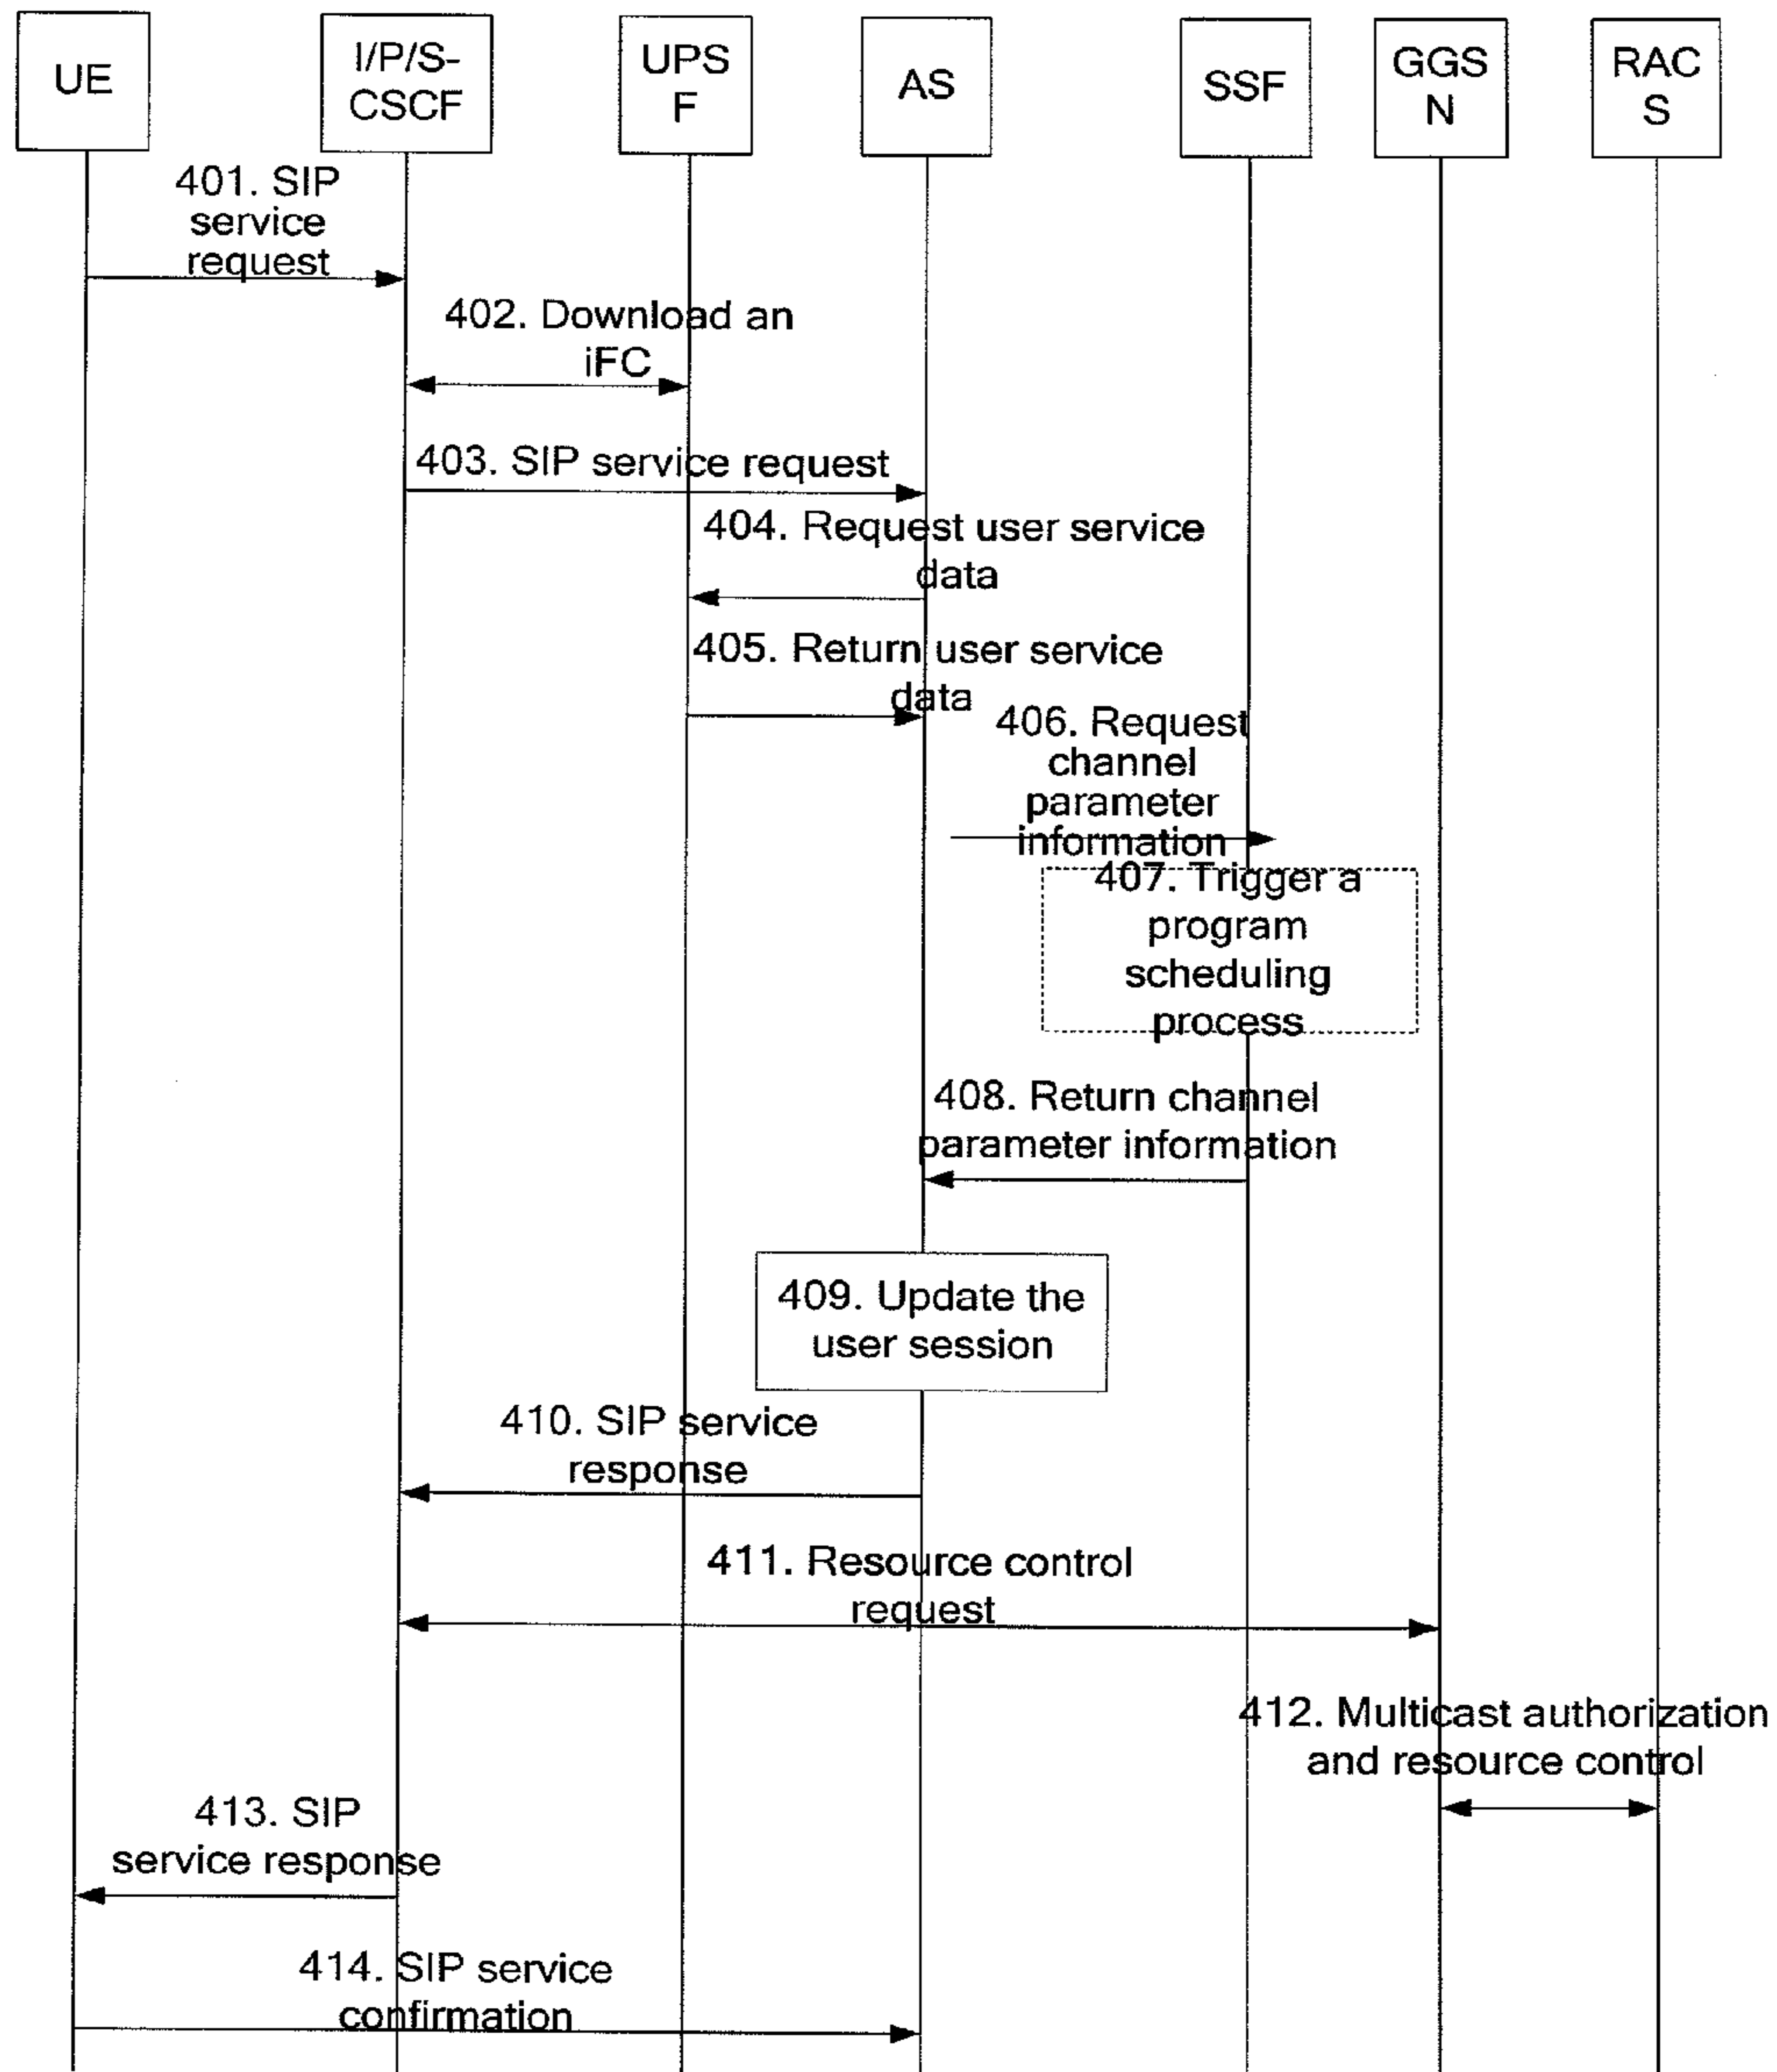 UE
I/P/S-
CSCF
UPS
F
AS
SSF
GGS
N
RAC
S
401. SIP
service
request
402. Download an
iFC
403. SIP service request
404. Request user service
data
405. Return user service
data
406. Request
channel
parameter
information
407. Trigger a
program
scheduling
process
408. Return channel
parameter information
409. Update the
user session
410. SIP service
response
411. Resource control
request
412. Multicast authorization
and resource control
413. SIP
service response
414. SIP service
confirmation